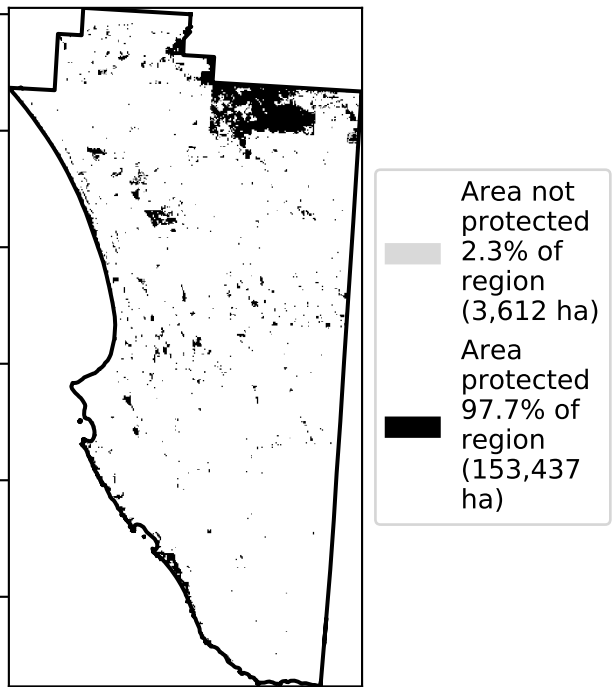 Area not
protected
2.3% of
region
(3,612 ha)
Area
protected
97.7% of
region
(153,437
ha)